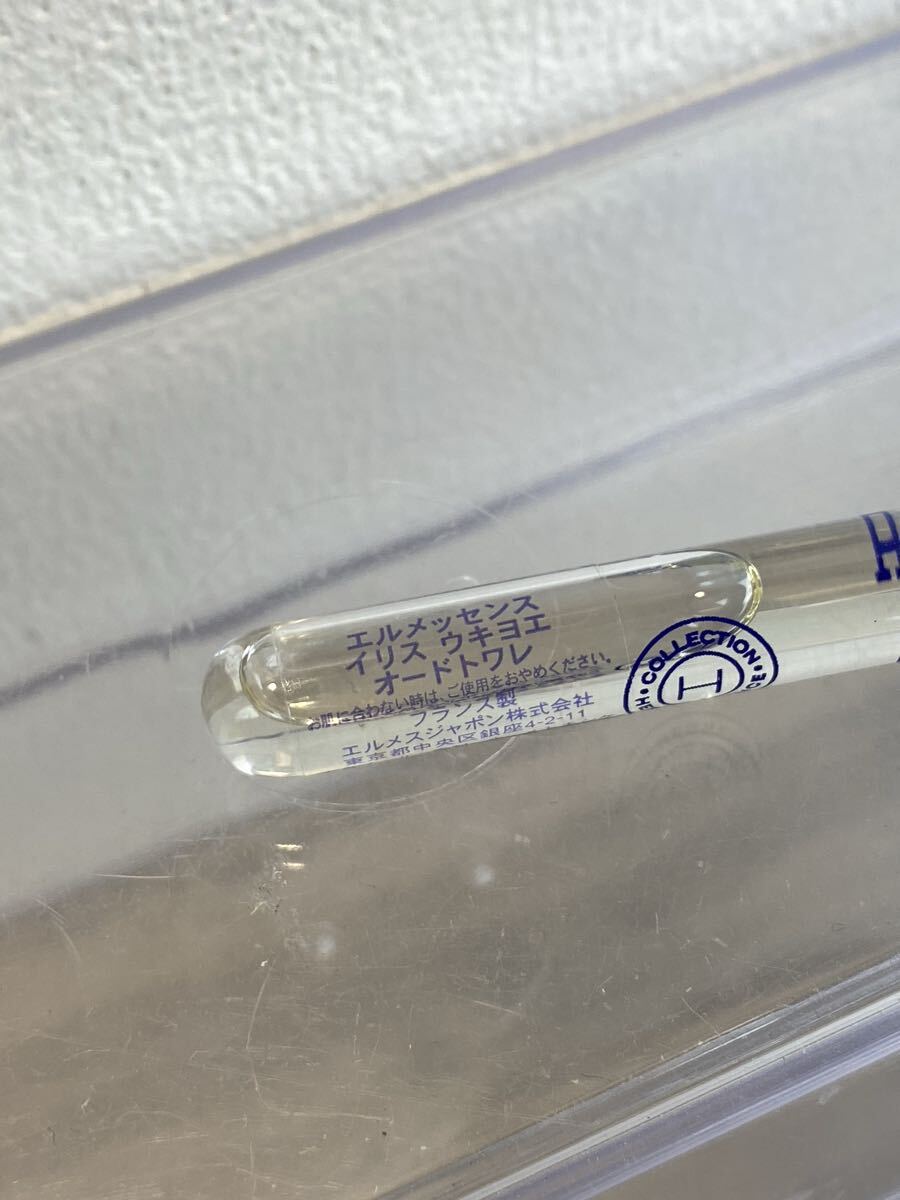 エルメッセンス
イリス ウキヨエ
オードトワレ
お肌に合わない時は、ご使用をおやめください。
フランス製
エルメスジャポン株式会社
東京都中央区銀座4-2-11
COLLECTION
H